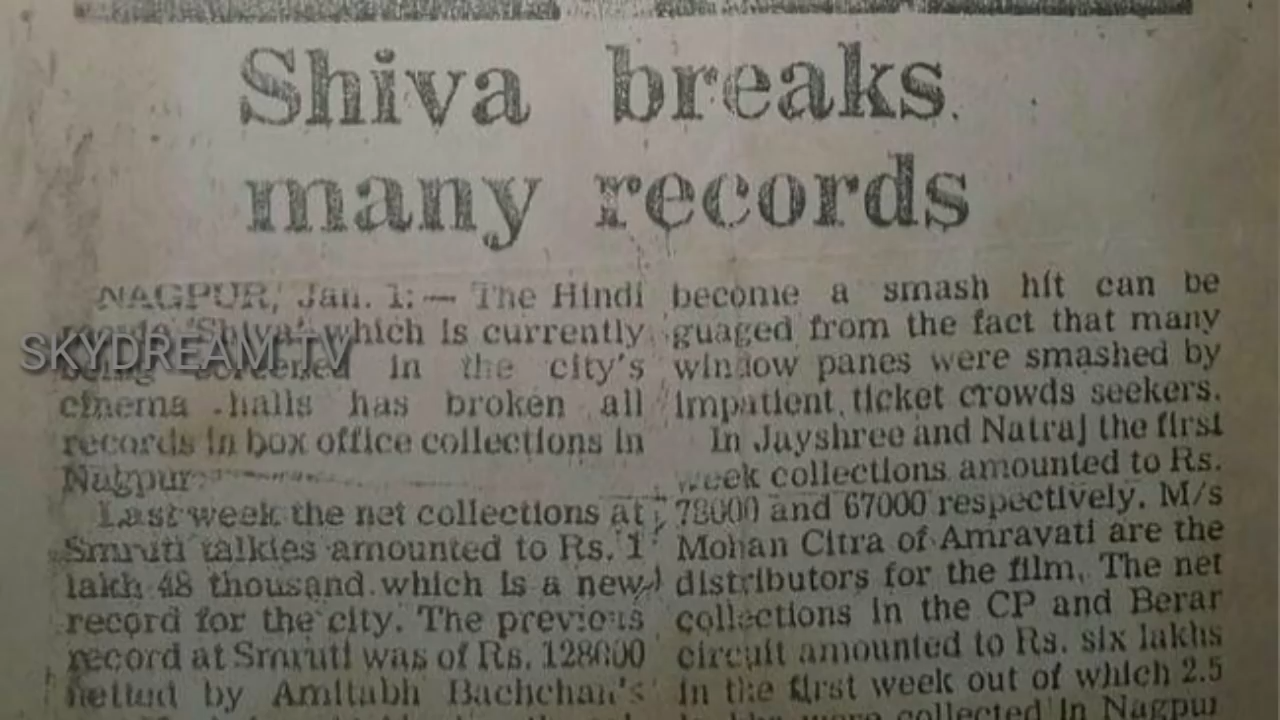 Shiva breaks
many records
NAGPUR, Jan. 1:— The Hindi
'Shiva' which is currently
being screened in the city's
cinema halls has broken all
records in box office collections in
Nagpur
Last week the net collections at
Smruti talkies amounted to Rs. 1
lakh 48 thousand which is a new
record for the city. The previous
record at Smruti was of Rs. 128000
netted by Amitabh Bachchan's
become a smash hit can be
guaged from the fact that many
window panes were smashed by
impatient ticket crowds seekers.
In Jayshree and Natraj the first
week collections amounted to Rs.
78000 and 67000 respectively. M/s
Mohan Citra of Amravati are the
distributors for the film. The net
collections in the CP and Berar
circuit amounted to Rs. six lakhs
in the first week out of which 2.5
were collected in Nagpur
SKYDREAM TV